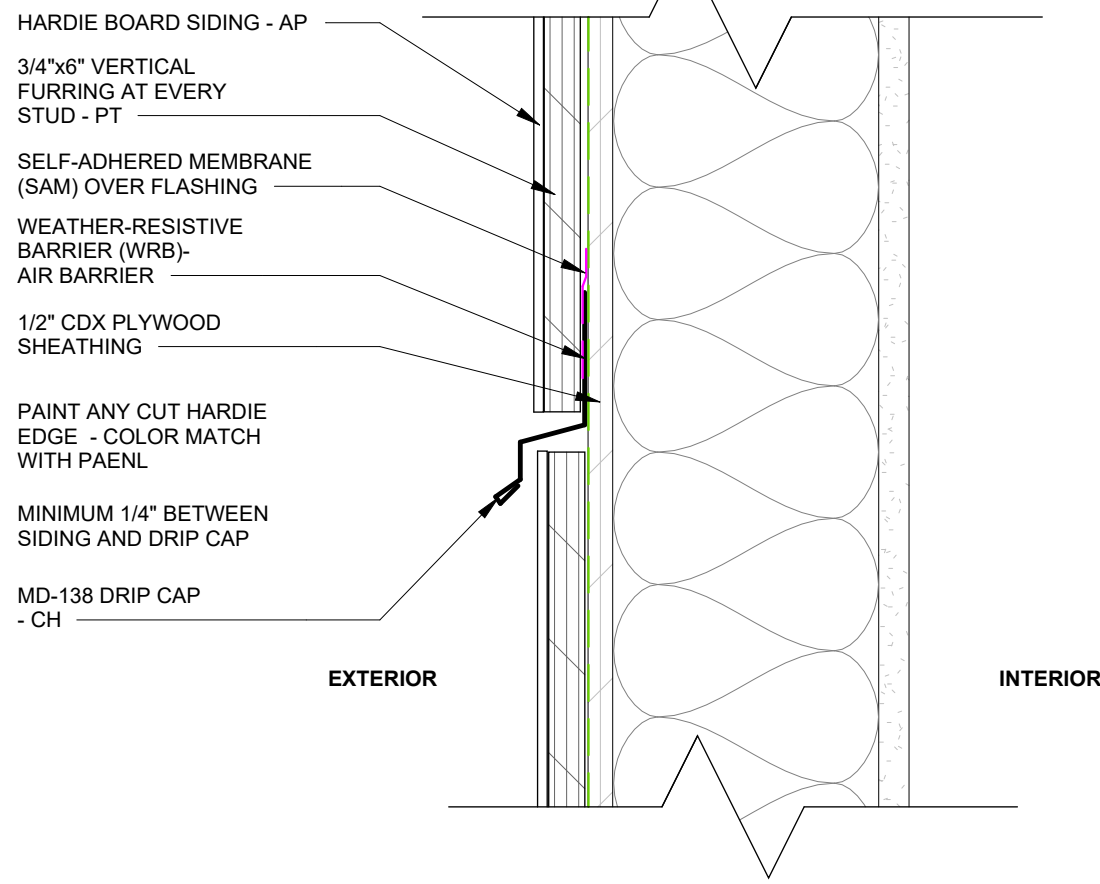 HARDIE BOARD SIDING - AP
3/4"x6" VERTICAL
FURRING AT EVERY
STUD - PT
SELF-ADHERED MEMBRANE
(SAM) OVER FLASHING
WEATHER-RESISTIVE
BARRIER (WRB)-
AIR BARRIER
1/2" CDX PLYWOOD
SHEATHING
PAINT ANY CUT HARDIE
EDGE - COLOR MATCH
WITH PAENL
MINIMUM 1/4" BETWEEN
SIDING AND DRIP CAP
MD-138 DRIP CAP
- CH
EXTERIOR
INTERIOR